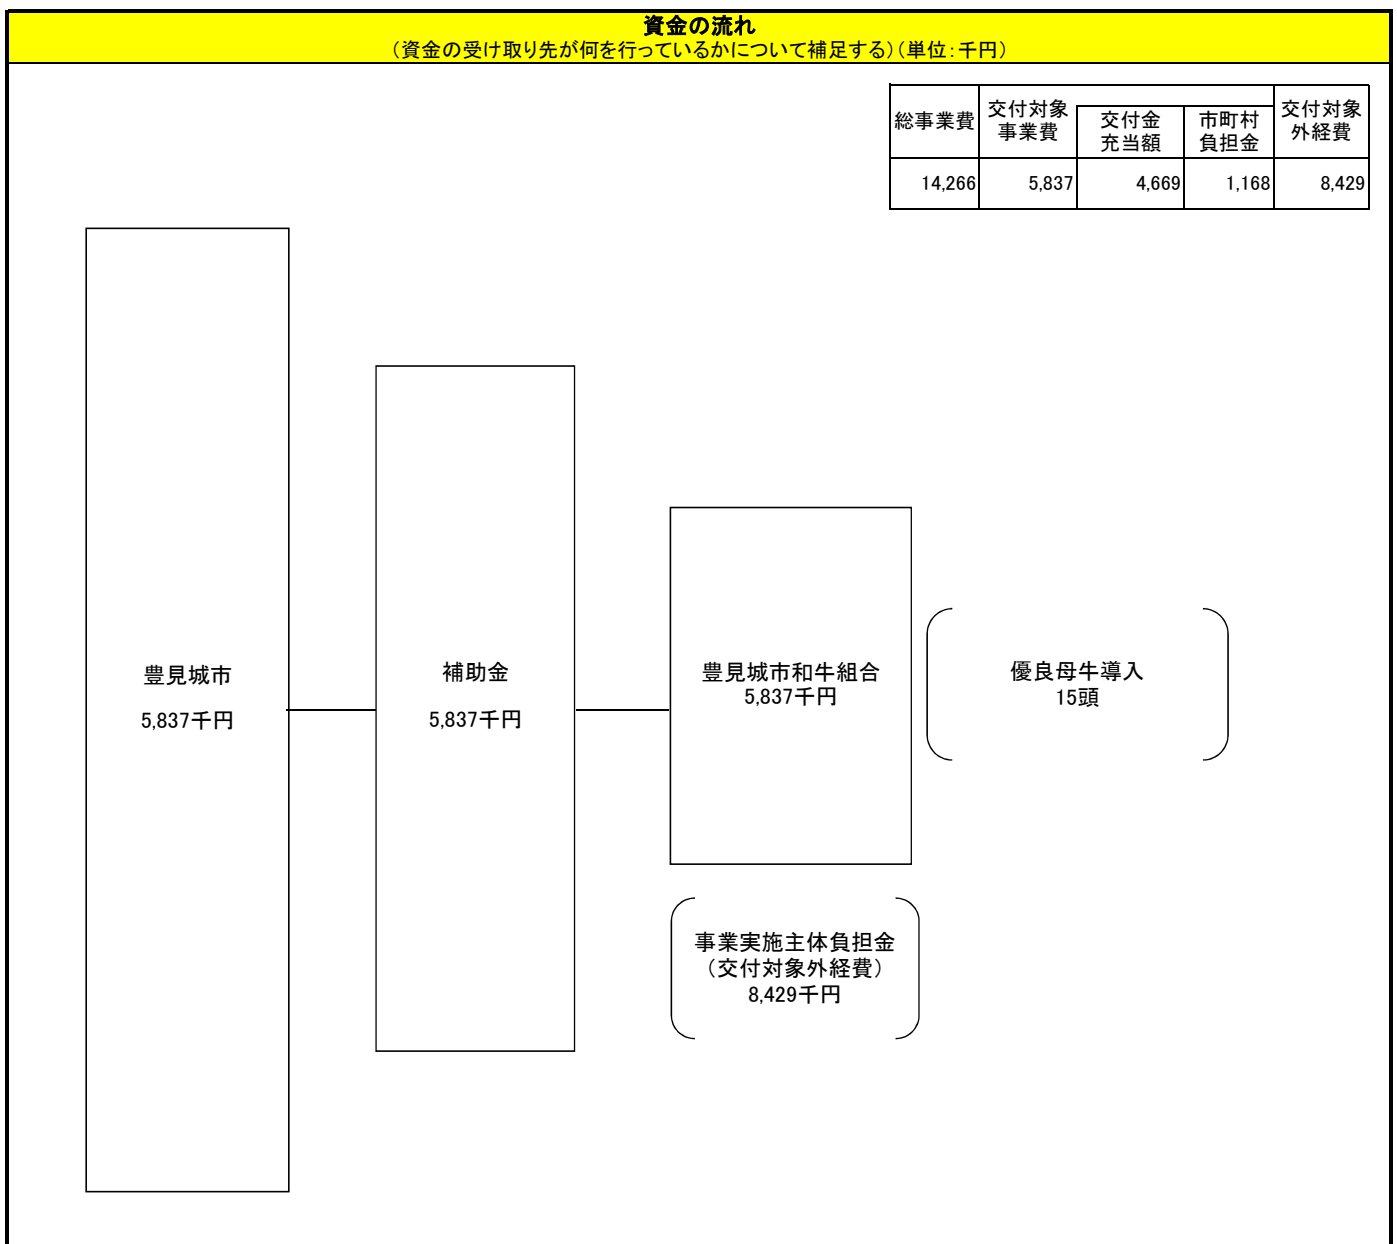 資金の流れ
(資金の受け取り先が何を行っているかについて補足する)(単位:千円)
総事業費
交付対象
事業費
交付金
充当額
市町村
負担金
交付対象
外経費
14,266
5,837
4,669
1,168
8,429
豊見城市
5,837千円
補助金
5,837千円
豊見城市和牛組合
5,837千円
優良母牛導入
15頭
事業実施主体負担金
(交付対象外経費)
8,429千円